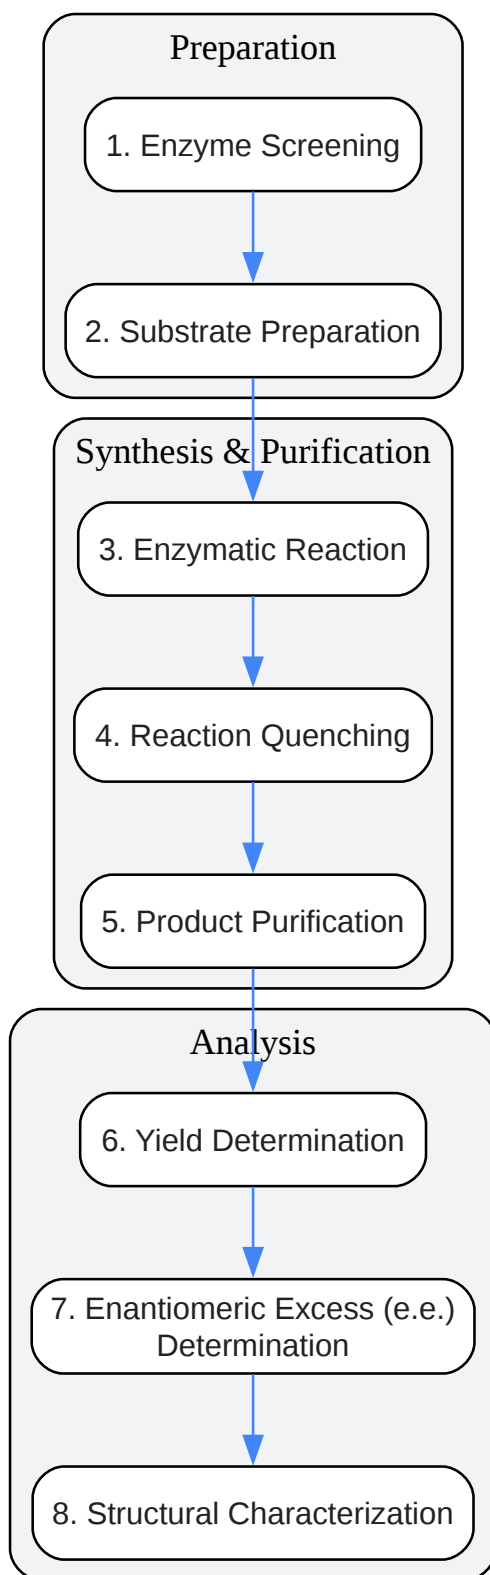 Preparation
1. Enzyme Screening
2. Substrate Preparation
Synthesis & Purification
3. Enzymatic Reaction
4. Reaction Quenching
5. Product Purification
Analysis
6. Yield Determination
7. Enantiomeric Excess (e.e.)
Determination
8. Structural Characterization